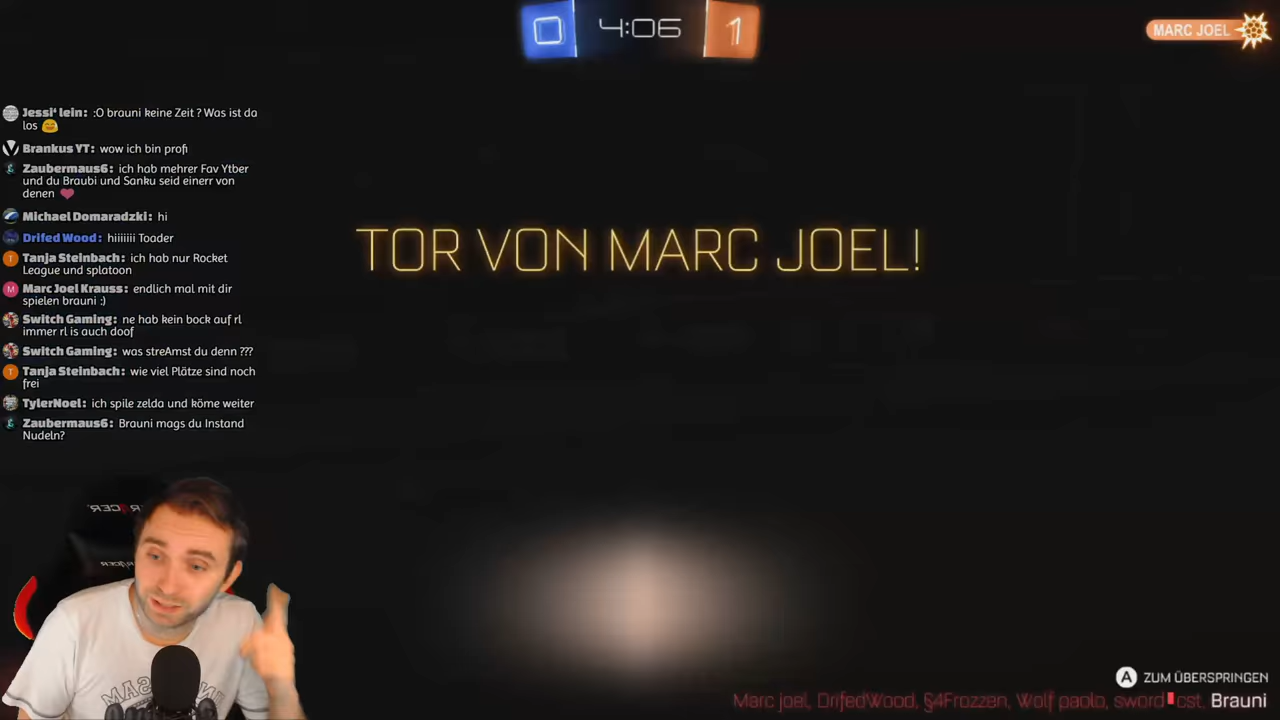 0 4:06 1
MARC JOEL
Jessi' lein: :O brauni keine Zeit ? Was ist da
los 😄
Brankus YT: wow ich bin profi
Zaubermaus6: ich hab mehrer Fav Ytber
und du Braubi und Sanku seid einerr von
denen ❤
Michael Domaradzki: hi
Drifed Wood: hiiiiiii Toader
Tanja Steinbach: ich hab nur Rocket
League und splatoon
Marc Joel Krauss: endlich mal mit dir
spielen brauni :)
Switch Gaming: ne hab kein bock auf rl
immer rl is auch doof
Switch Gaming: was streAmst du denn ???
Tanja Steinbach: wie viel Plätze sind noch
frei
TylerNoel: ich spile zelda und köme weiter
Zaubermaus6: Brauni mags du Instand
Nudeln?
TOR VON MARC JOEL!
A ZUM ÜBERSPRINGEN
Marc joel, DrifedWood, §4Frozzen, Wolf paolo, sword cst, Brauni